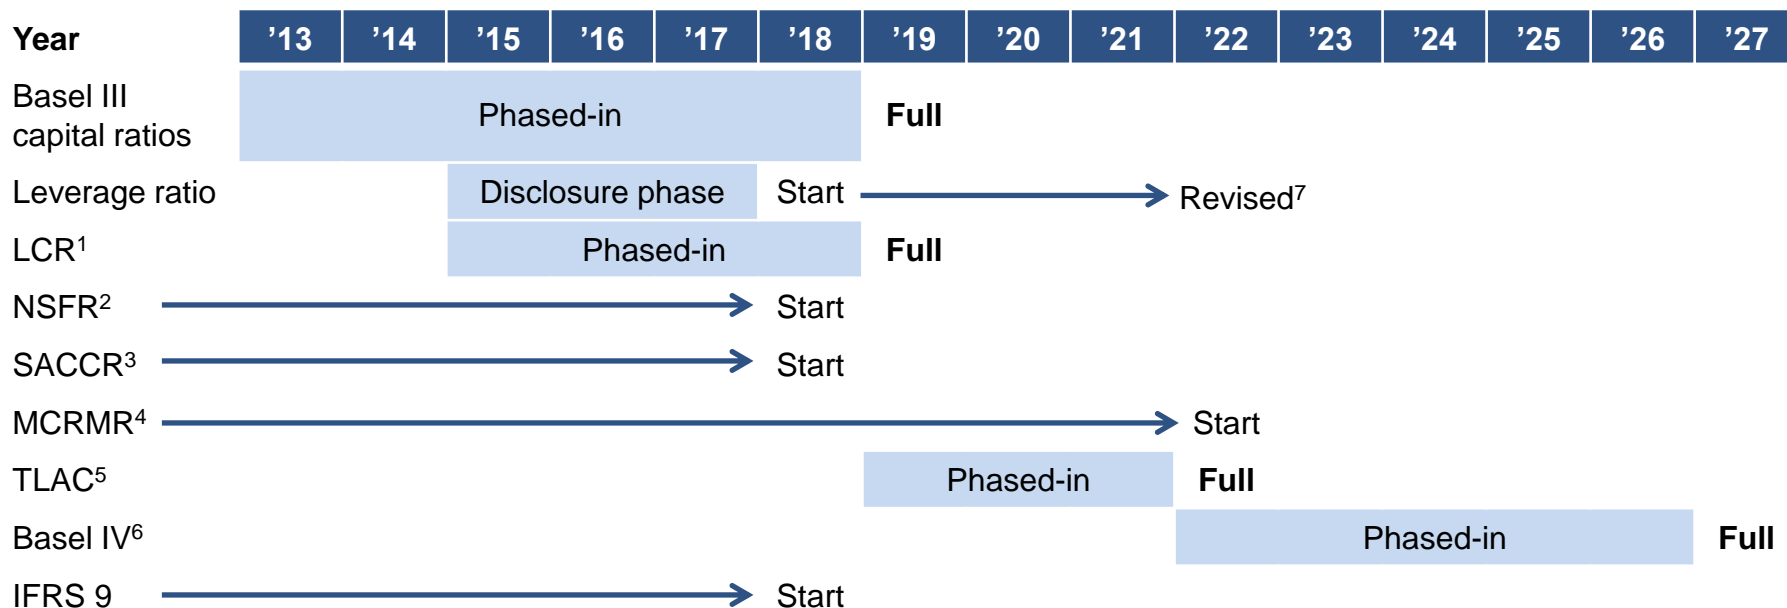 Year ’13 ’14 ’15 ’16 ’17 ’18 ’19 ’20 ’21 ’22 ’23 ’24 ’25 ’26 ’27
Basel III
capital ratios Phased-in Full
Leverage ratio Disclosure phase Start Revised⁷
LCR¹ Phased-in Full
NSFR² Start
SACCR³ Start
MCRMR⁴ Start
TLAC⁵ Phased-in Full
Basel IV⁶ Phased-in Full
IFRS 9 Start